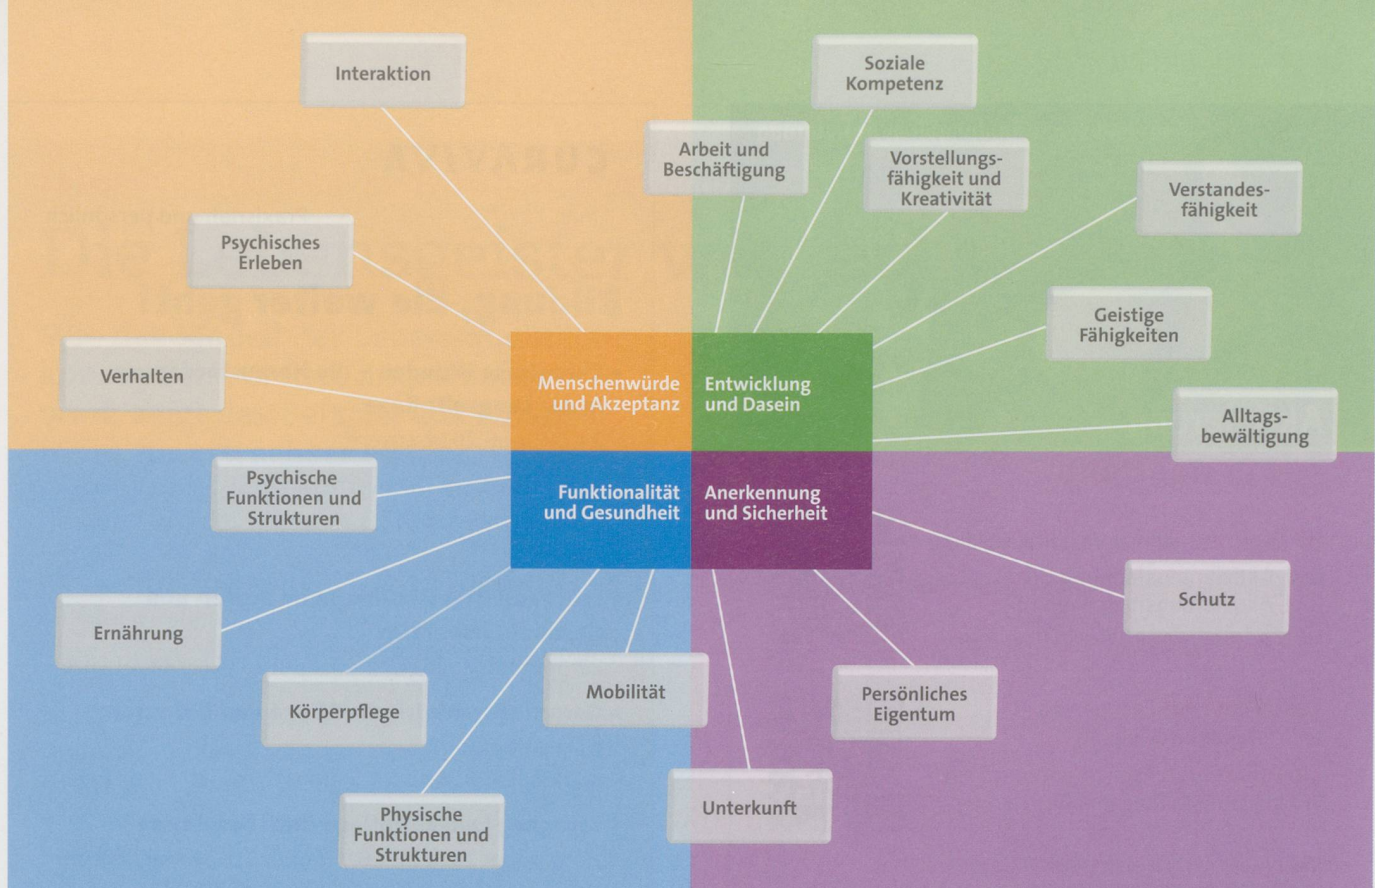 Interaktion
Psychisches
Erleben
Verhalten
Soziale
Kompetenz
Arbeit und
Beschäftigung
Vorstellungs-
fähigkeit und
Kreativität
Verstandes-
fähigkeit
Geistige
Fähigkeiten
Alltags-
bewältigung
Menschenwürde
und Akzeptanz
Entwicklung
und Dasein
Funktionalität
und Gesundheit
Anerkennung
und Sicherheit
Psychische
Funktionen und
Strukturen
Ernährung
Körperpflege
Physische
Funktionen und
Strukturen
Mobilität
Unterkunft
Persönliches
Eigentum
Schutz